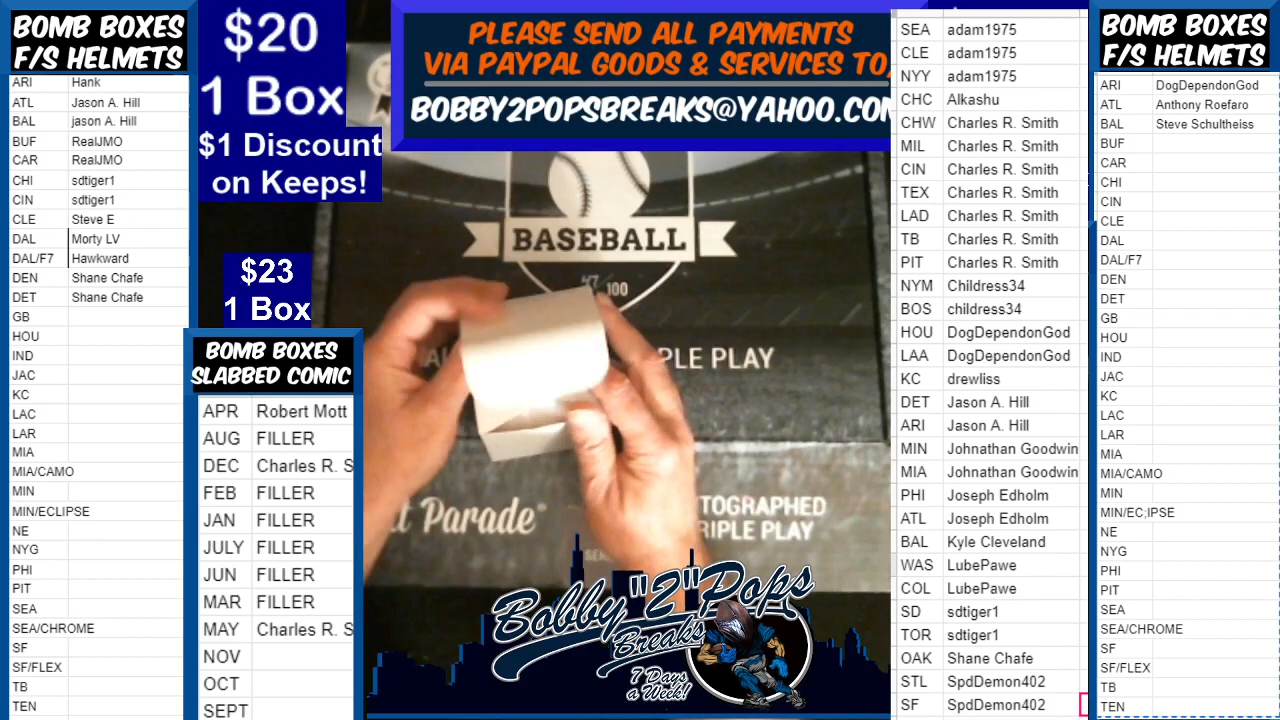 BOMB BOXES
F/S HELMETS
ARI Hank
ATL Jason A. Hill
BAL jason A. Hill
BUF RealJMO
CAR RealJMO
CHI sdtiger1
CIN sdtiger1
CLE Steve E
DAL Morty LV
DAL/F7 Hawkward
DEN Shane Chafe
DET Shane Chafe
GB
HOU
IND
JAC
KC
LAC
LAR
MIA
MIA/CAMO
MIN
MIN/ECLIPSE
NE
NYG
PHI
PIT
SEA
SEA/CHROME
SF
SF/FLEX
TB
TEN
$20
1 Box
$1 Discount
on Keeps!
$23
1 Box
BOMB BOXES
SLABBED COMIC
APR Robert Mott
AUG FILLER
DEC Charles R. S
FEB FILLER
JAN FILLER
JULY FILLER
JUN FILLER
MAR FILLER
MAY Charles R. S
NOV
OCT
SEPT
PLEASE SEND ALL PAYMENTS
VIA PAYPAL GOODS & SERVICES TO
BOBBY2POPSBREAKS@YAHOO.CO
BASEBALL
100
PLE PLAY
Parade
TOGRAPHED
RIPLE PLAY
Bobby "2" Pops
Breaks
7 Days
a Week!
SEA adam1975
CLE adam1975
NYY adam1975
CHC Alkashu
CHW Charles R. Smith
MIL Charles R. Smith
CIN Charles R. Smith
TEX Charles R. Smith
LAD Charles R. Smith
TB Charles R. Smith
PIT Charles R. Smith
NYM Childress34
BOS childress34
HOU DogDependonGod
LAA DogDependonGod
KC drewliss
DET Jason A. Hill
ARI Jason A. Hill
MIN Johnathan Goodwin
MIA Johnathan Goodwin
PHI Joseph Edholm
ATL Joseph Edholm
BAL Kyle Cleveland
WAS LubePawe
COL LubePawe
SD sdtiger1
TOR sdtiger1
OAK Shane Chafe
STL SpdDemon402
SF SpdDemon402
BOMB BOXES
F/S HELMETS
ARI DogDependonGod
ATL Anthony Roefaro
BAL Steve Schultheiss
BUF
CAR
CHI
CIN
CLE
DAL
DAL/F7
DEN
DET
GB
HOU
IND
JAC
KC
LAC
LAR
MIA
MIA/CAMO
MIN
MIN/EC;IPSE
NE
NYG
PHI
PIT
SEA
SEA/CHROME
SF
SF/FLEX
TB
TEN